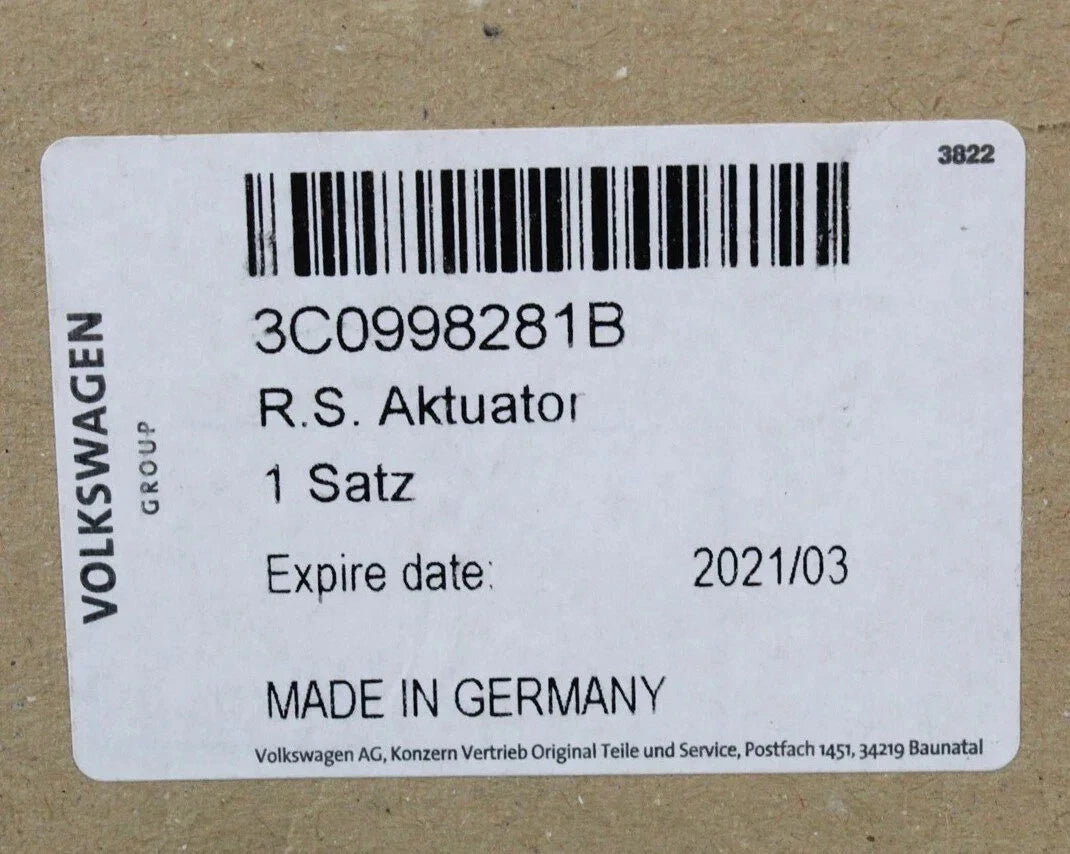 3822
3C0998281B
R.S. Aktuator
1 Satz
Expire date: 2021/03
MADE IN GERMANY
Volkswagen AG, Konzern Vertrieb Original Teile und Service, Postfach 1451, 34219 Baunatal
VOLKSWAGEN
GROUP